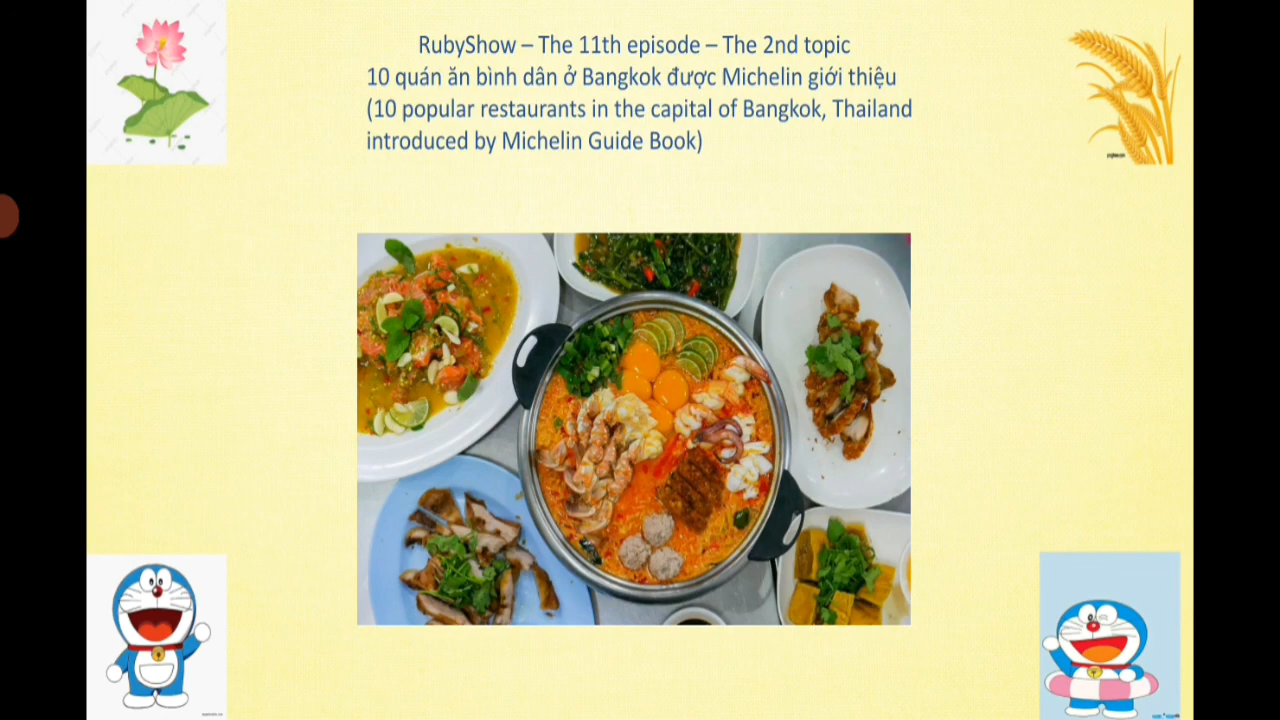 RubyShow – The 11th episode – The 2nd topic
10 quán ăn bình dân ở Bangkok được Michelin giới thiệu
(10 popular restaurants in the capital of Bangkok, Thailand
introduced by Michelin Guide Book)